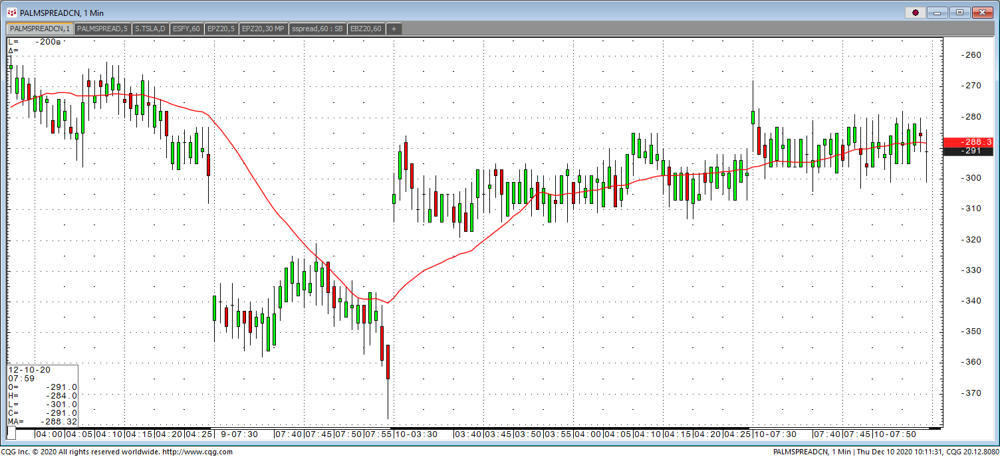 PALMSPREADCN, 1 Min
PALMSPREADCN,1 PALMSPREAD,5 S.TSLA,D ESFY,60 EPZ20,5 EPZ20,30 MP sspread,60 : SB EBZ20,60 +
L= -200B
Δ=
-260
-270
-280
-288.3
-291
-300
-310
-320
-330
-340
-350
-360
-370
12-10-20
07:59
O= -291.0
H= -284.0
L= -301.0
C= -291.0
MA= -288.32
04:00 04:05 04:10 04:15 04:20 04:25 9-07:30 07:40 07:45 07:50 07:55 10-03:30 03:40 03:45 03:50 03:55 04:00 04:05 04:10 04:15 04:20 04:25 10-07:30 07:40 07:45 10-07:50
CQG Inc. © 2020 All rights reserved worldwide. http://www.cqg.com PALMSPREADCN, 1 Min | Thu Dec 10 2020 10:11:31, CQG 20.12.8080